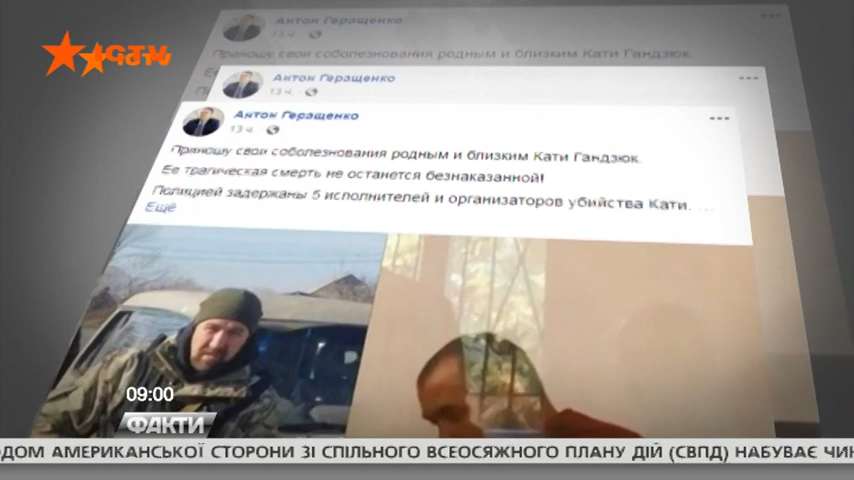 ICTV
Антон Геращенко
13 ч.
Приношу свои соболезнования родным и близким Кати Гандзюк.
Антон Геращенко
13 ч.
Антон Геращенко
13 ч.
Приношу свои соболезнования родным и близким Кати Гандзюк.
Ее трагическая смерть не останется безнаказанной!
Полицией задержаны 5 исполнителей и организаторов убийства Кати. ...
Ещё
09:00
ФАКТИ
ОДОМ АМЕРИКАНСЬКОЇ СТОРОНИ ЗІ СПІЛЬНОГО ВСЕОСЯЖНОГО ПЛАНУ ДІЙ (СВПД) НАБУВАЄ ЧИН